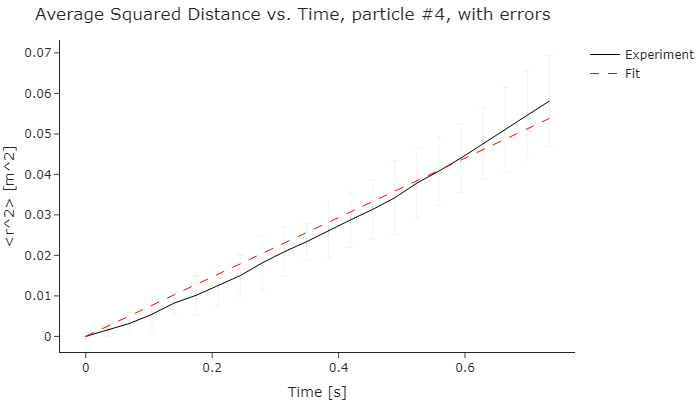 Average Squared Distance vs. Time, particle #4, with errors
0.07
0.06
0.05
0.04
0.03
0.02
0.01
0
<r^2> [m^2]
0
0.2
0.4
0.6
Time [s]
Experiment
Fit